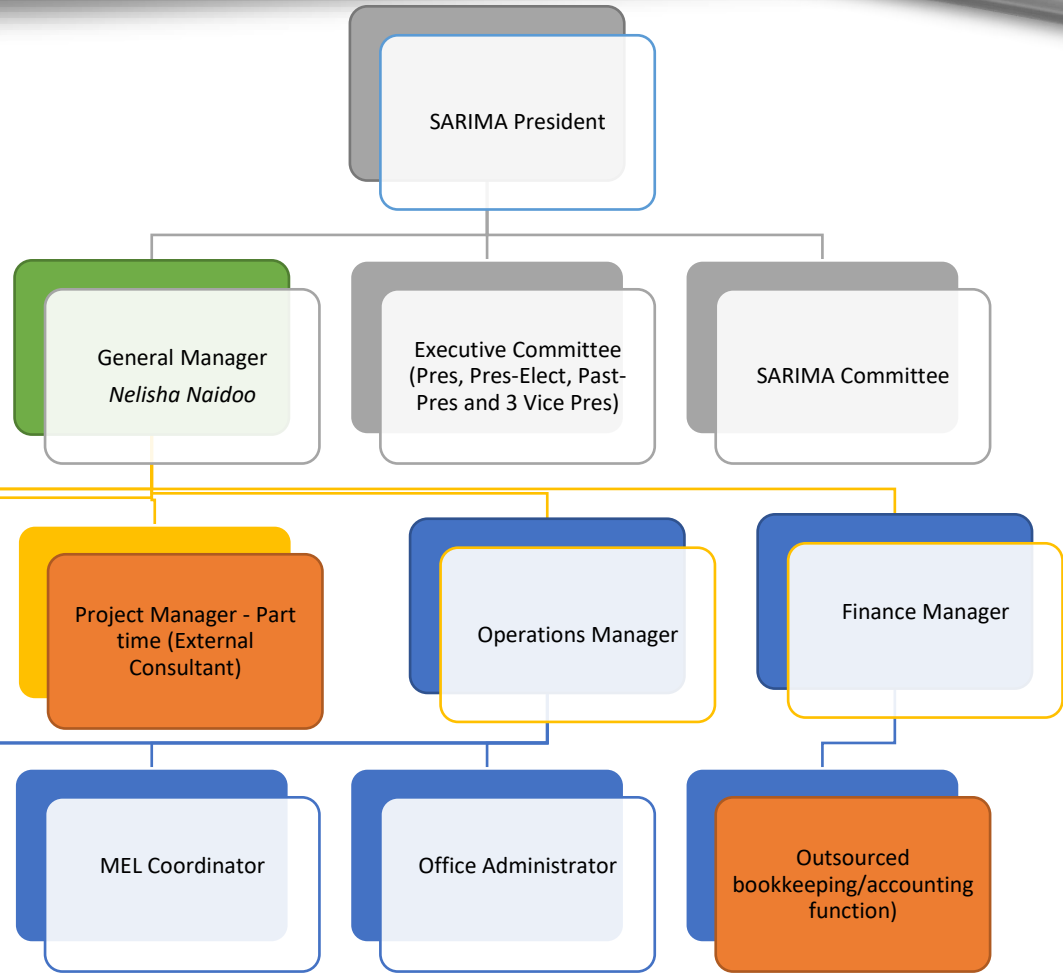 SARIMA President
General Manager
Nelisha Naidoo
Executive Committee
(Pres, Pres-Elect, Past-
Pres and 3 Vice Pres)
SARIMA Committee
Project Manager - Part
time (External
Consultant)
Operations Manager
Finance Manager
MEL Coordinator
Office Administrator
Outsourced
bookkeeping/accounting
function)